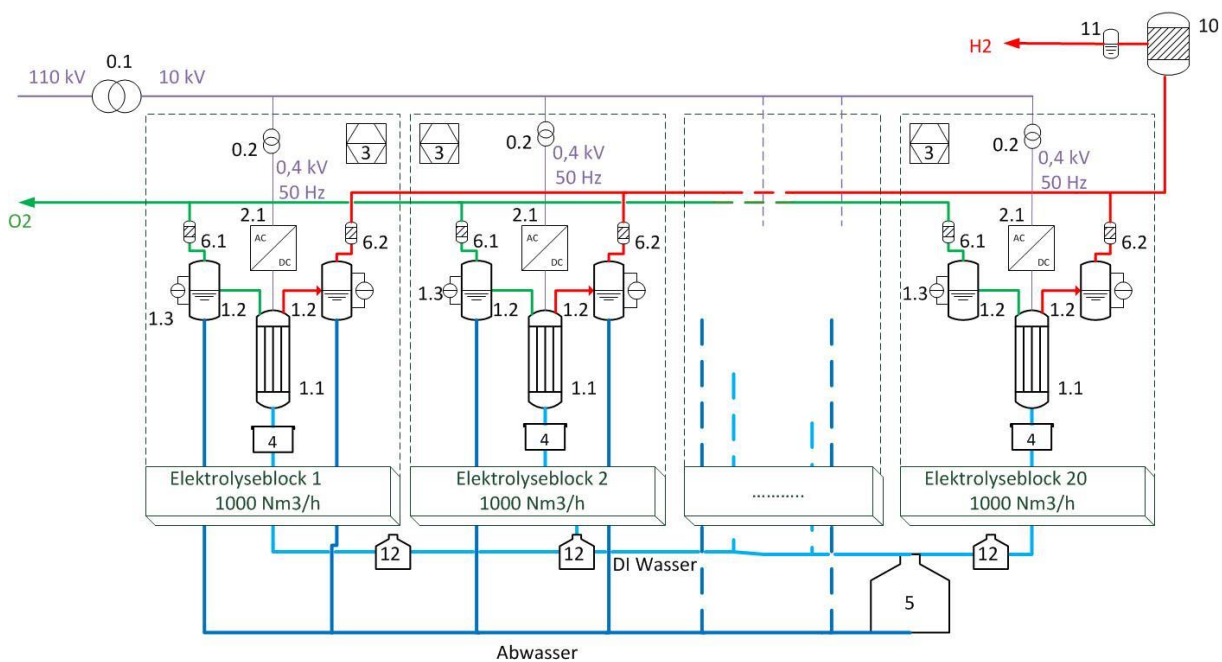 110 kV
0.1
10 kV
H2
11
10
0.2
3
0,4 kV
50 Hz
3
0.2
0,4 kV
50 Hz
3
0.2
0,4 kV
50 Hz
O2
6.1
2.1
AC
DC
6.2
6.1
2.1
AC
DC
6.2
6.1
2.1
AC
DC
6.2
1.3
1.2
1.2
1.3
1.2
1.2
1.3
1.2
1.2
1.1
1.1
1.1
4
4
4
Elektrolyseblock 1
1000 Nm3/h
Elektrolyseblock 2
1000 Nm3/h
...........
Elektrolyseblock 20
1000 Nm3/h
12
12
12
DI Wasser
5
Abwasser